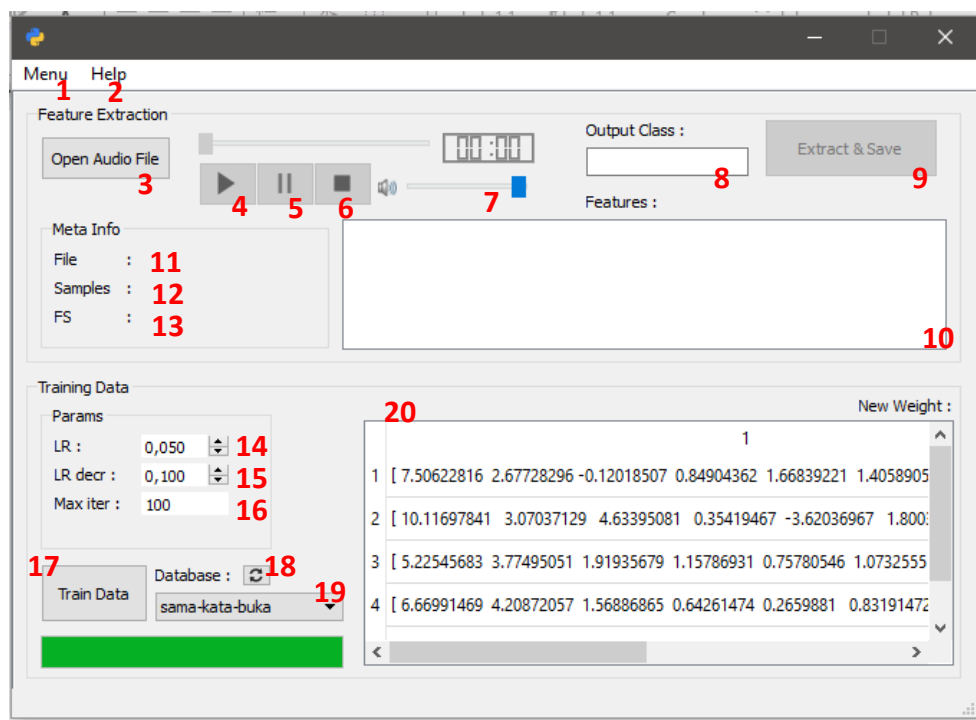 Menu Help
1 2
Feature Extraction
Open Audio File
3
00:00
4 5 6 7
Output Class :
8
Extract & Save
9
Features :
10
Meta Info
File : 11
Samples : 12
FS : 13
Training Data
Params
LR : 0,050 14
LR decr : 0,100 15
Max iter : 100 16
17
Train Data
Database : 18
sama-kata-buka 19
20
New Weight :
1
1 [ 7.50622816 2.67728296 -0.12018507 0.84904362 1.66839221 1.4058905
2 [ 10.11697841 3.07037129 4.63395081 0.35419467 -3.62036967 1.800
3 [ 5.22545683 3.77495051 1.91935679 1.15786931 0.75780546 1.0732555
4 [ 6.66991469 4.20872057 1.56886865 0.64261474 0.2659881 0.83191472